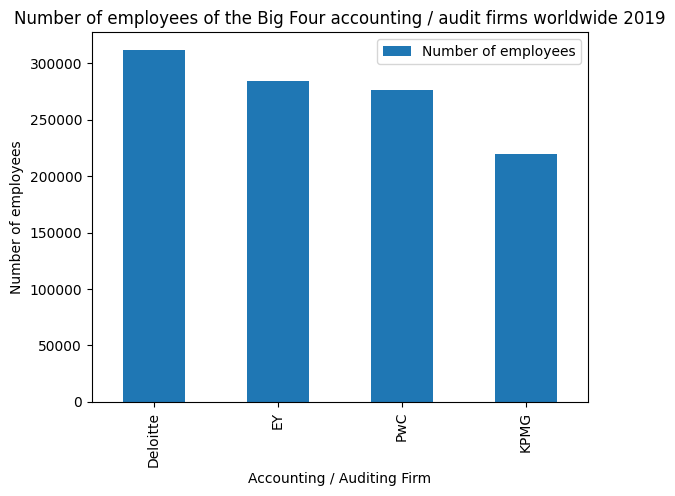 Number of employees of the Big Four accounting / audit firms worldwide 2019
Number of employees
300000
250000
200000
150000
100000
50000
0
Number of employees
Deloitte
EY
PwC
KPMG
Accounting / Auditing Firm